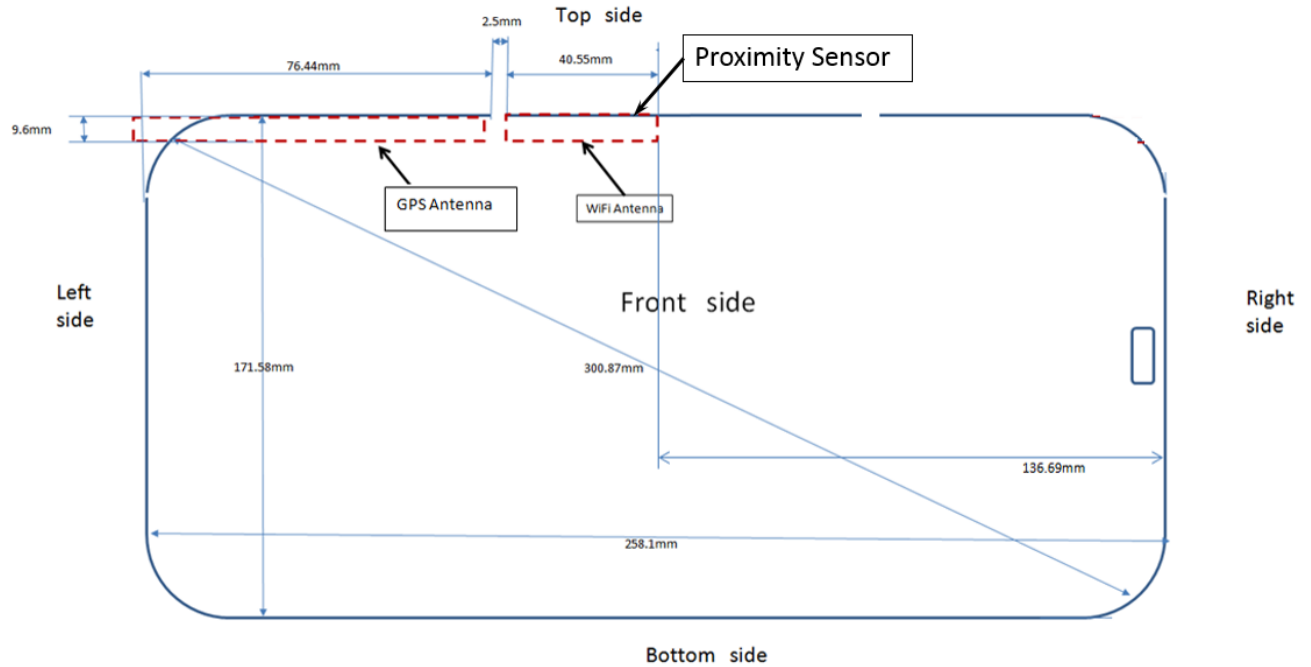 Top side
2.5mm
Proximity Sensor
76.44mm
40.55mm
9.6mm
GPS Antenna
WiFi Antenna
Left
side
Front side
Right
side
171.58mm
300.87mm
136.69mm
258.1mm
Bottom side